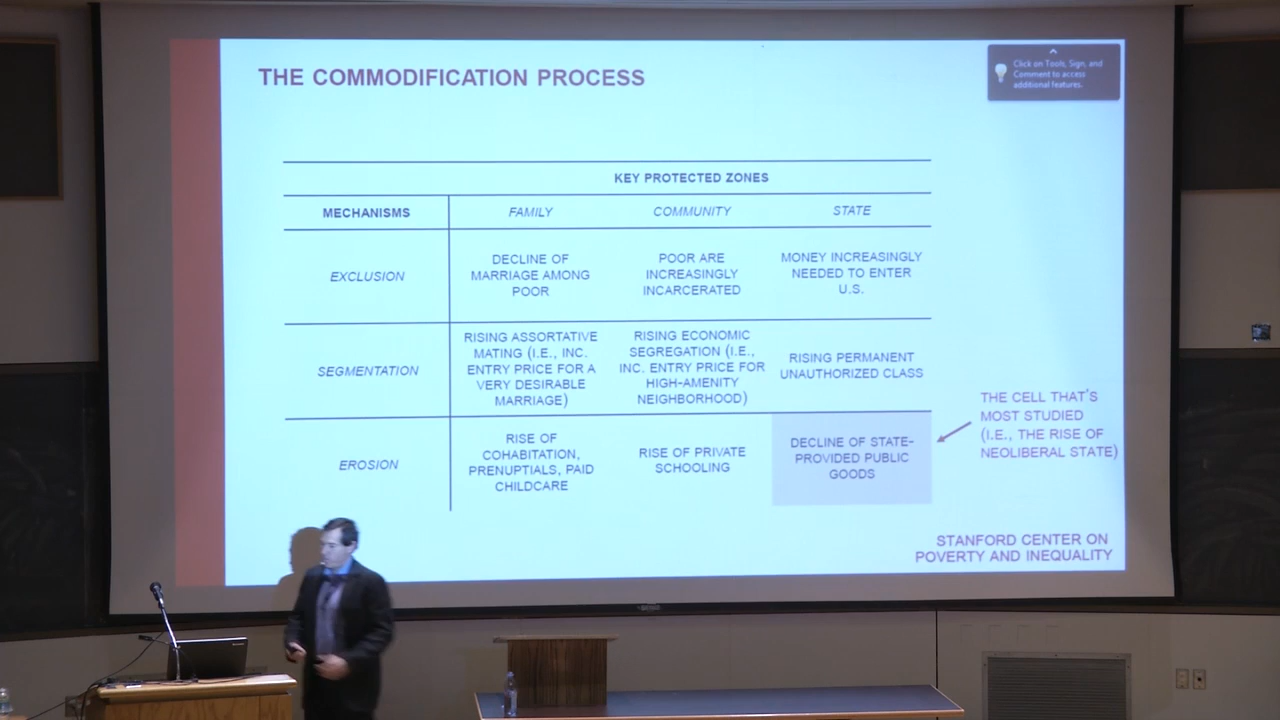 THE COMMODIFICATION PROCESS
Click on Tools, Sign, and
Comment to access
additional features.
KEY PROTECTED ZONES
MECHANISMS
FAMILY
COMMUNITY
STATE
EXCLUSION
DECLINE OF
MARRIAGE AMONG
POOR
POOR ARE
INCREASINGLY
INCARCERATED
MONEY INCREASINGLY
NEEDED TO ENTER
U.S.
SEGMENTATION
RISING ASSORTATIVE
MATING (I.E., INC.
ENTRY PRICE FOR A
VERY DESIRABLE
MARRIAGE)
RISING ECONOMIC
SEGREGATION (I.E.,
INC. ENTRY PRICE FOR
HIGH-AMENITY
NEIGHBORHOOD)
RISING PERMANENT
UNAUTHORIZED CLASS
EROSION
RISE OF
COHABITATION,
PRENUPTIALS, PAID
CHILDCARE
RISE OF PRIVATE
SCHOOLING
DECLINE OF STATE-
PROVIDED PUBLIC
GOODS
THE CELL THAT'S
MOST STUDIED
(I.E., THE RISE OF
NEOLIBERAL STATE)
STANFORD CENTER ON
POVERTY AND INEQUALITY